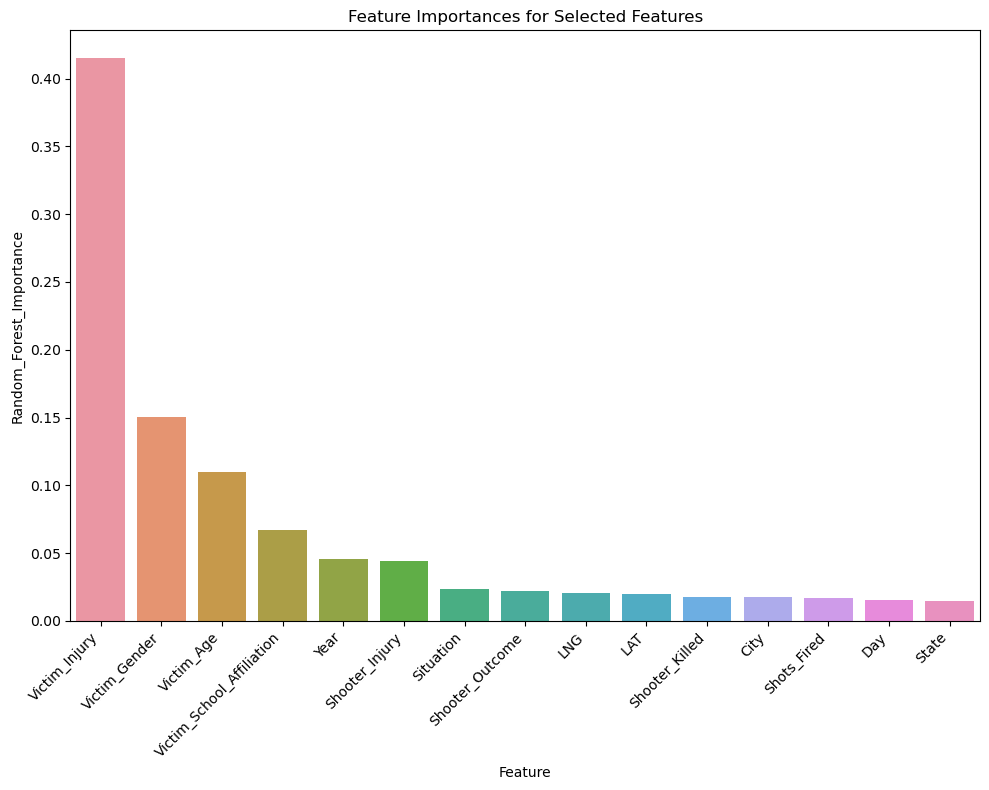 Feature Importances for Selected Features
Random_Forest_Importance
0.40
0.35
0.30
0.25
0.20
0.15
0.10
0.05
0.00
Victim_Injury
Victim_Gender
Victim_Age
Victim_School_Affiliation
Year
Shooter_Injury
Situation
Shooter_Outcome
LNG
LAT
Shooter_Killed
City
Shots_Fired
Day
State
Feature